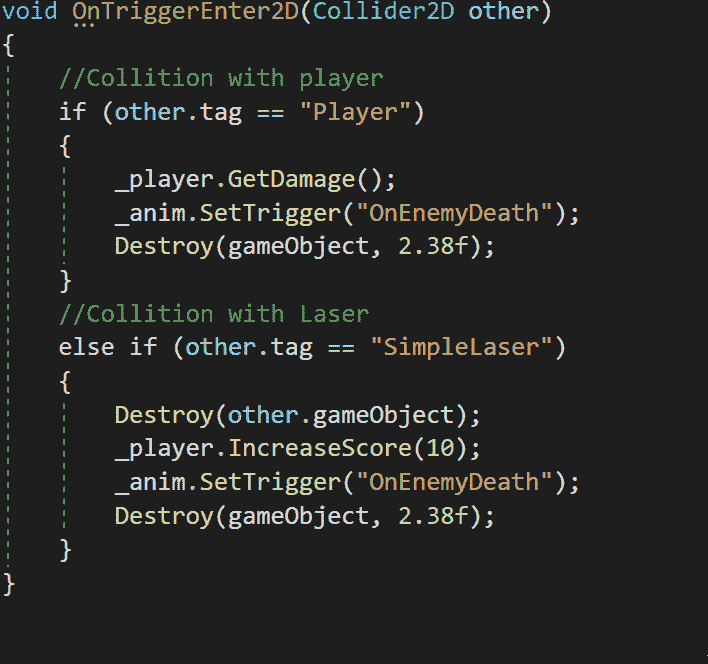 void OnTriggerEnter2D(Collider2D other)
{
    //Collition with player
    if (other.tag == "Player")
    {
        _player.GetDamage();
        _anim.SetTrigger("OnEnemyDeath");
        Destroy(gameObject, 2.38f);
    }
    //Collition with Laser
    else if (other.tag == "SimpleLaser")
    {
        Destroy(other.gameObject);
        _player.IncreaseScore(10);
        _anim.SetTrigger("OnEnemyDeath");
        Destroy(gameObject, 2.38f);
    }
}